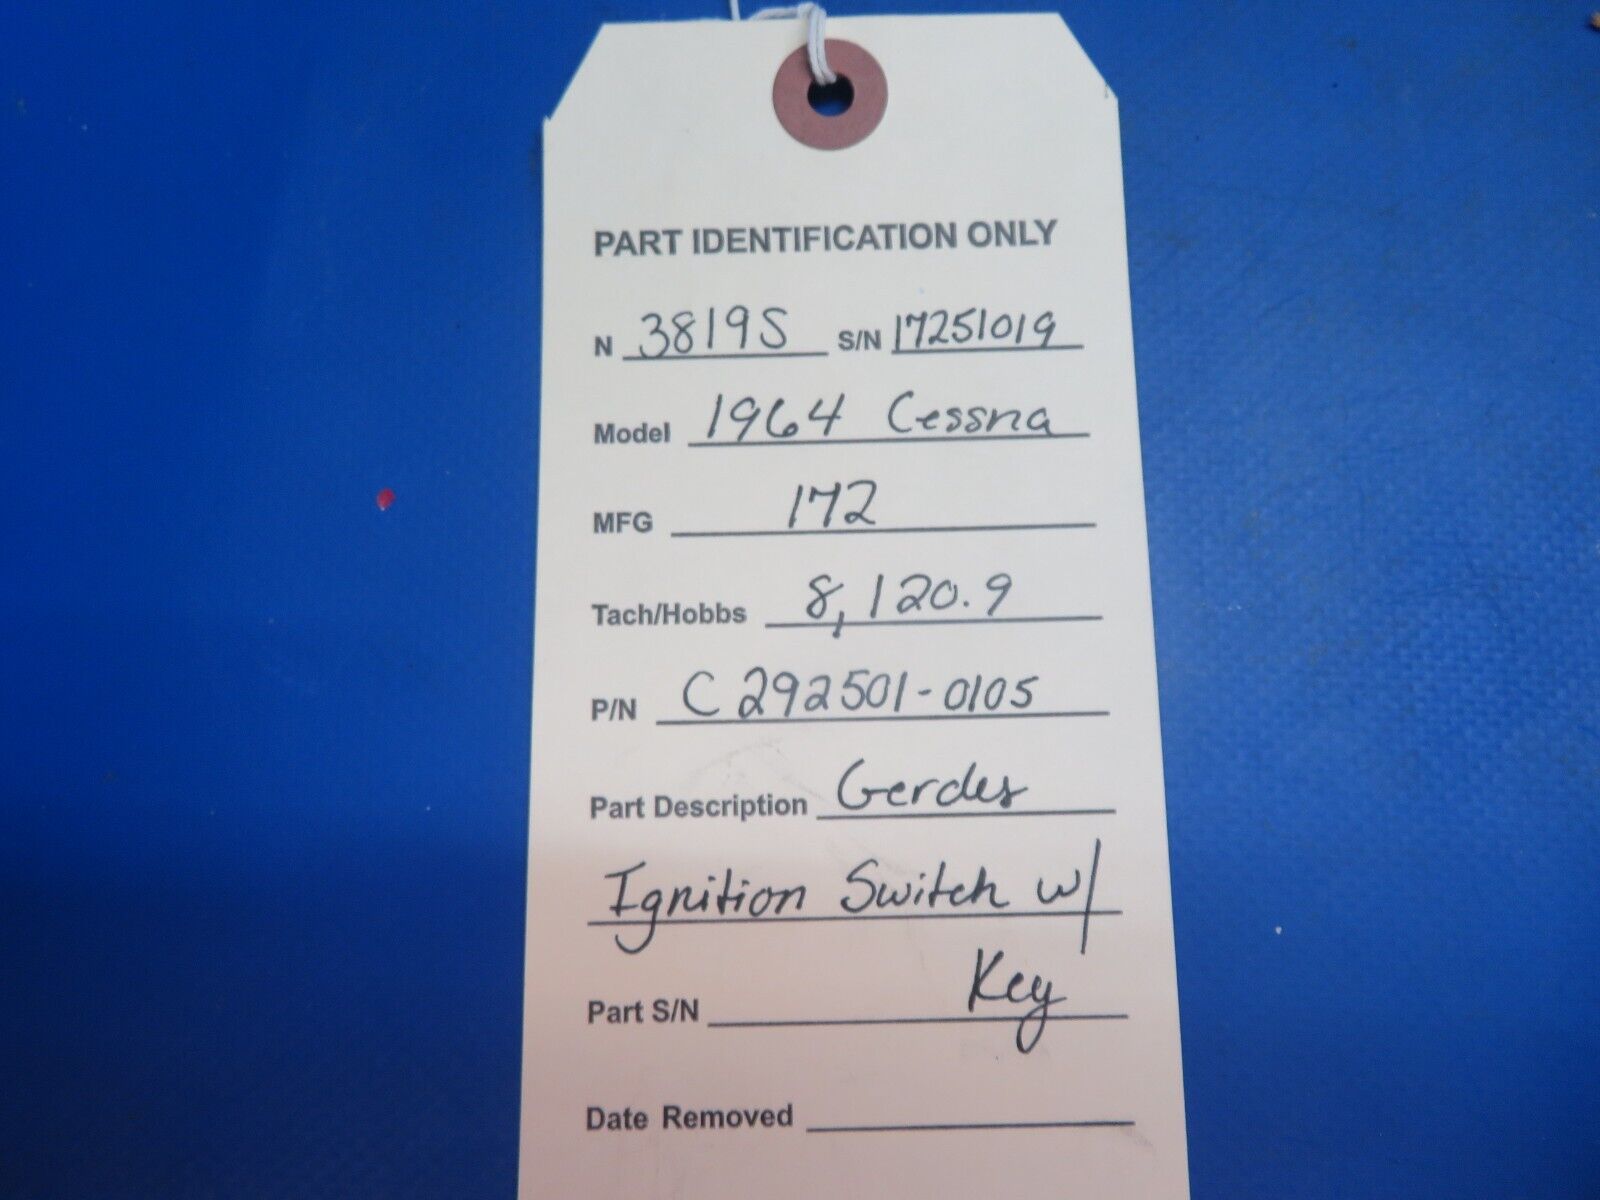 PART IDENTIFICATION ONLY
N 3819S S/N 17251019
Model 1964 Cessna
MFG 172
Tach/Hobbs 8,120.9
P/N C292501-0105
Part Description Gerdes
Ignition Switch w/
Key
Part S/N
Date Removed